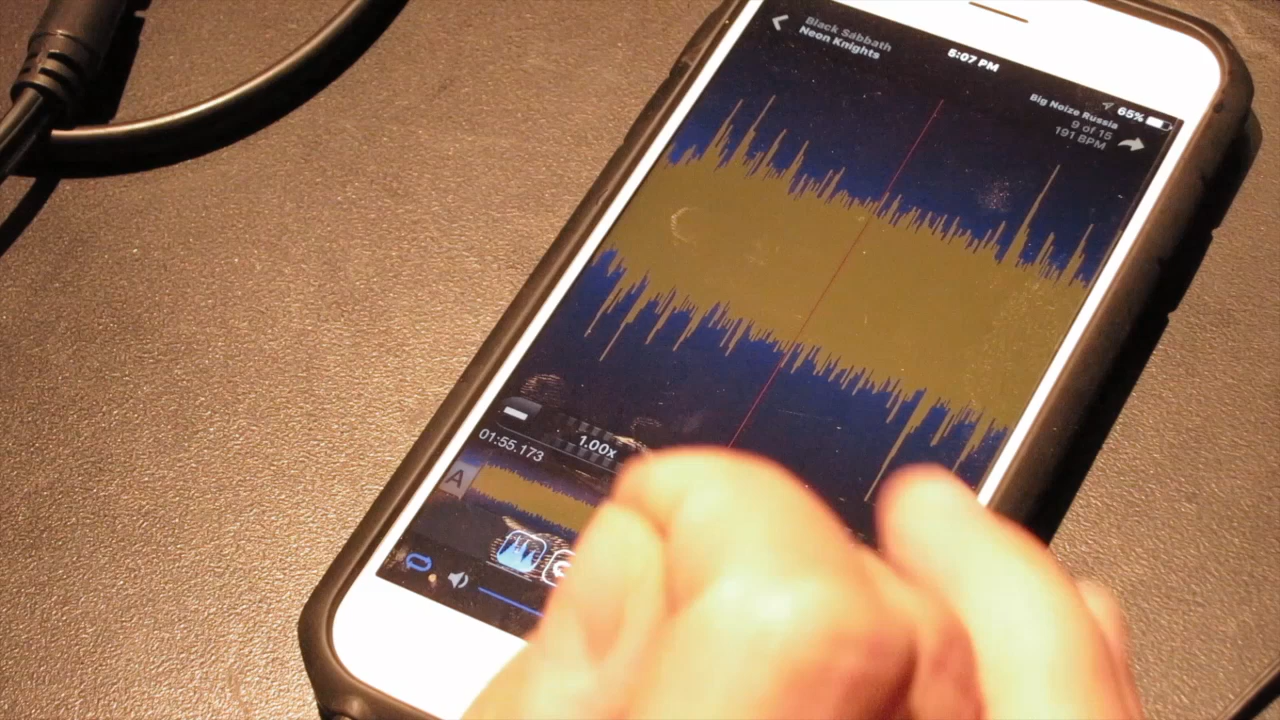 Black Sabbath
Neon Knights
5:07 PM
65%
Big Noize Russia
9 of 15
191 BPM
1.00x
01:55.173
A